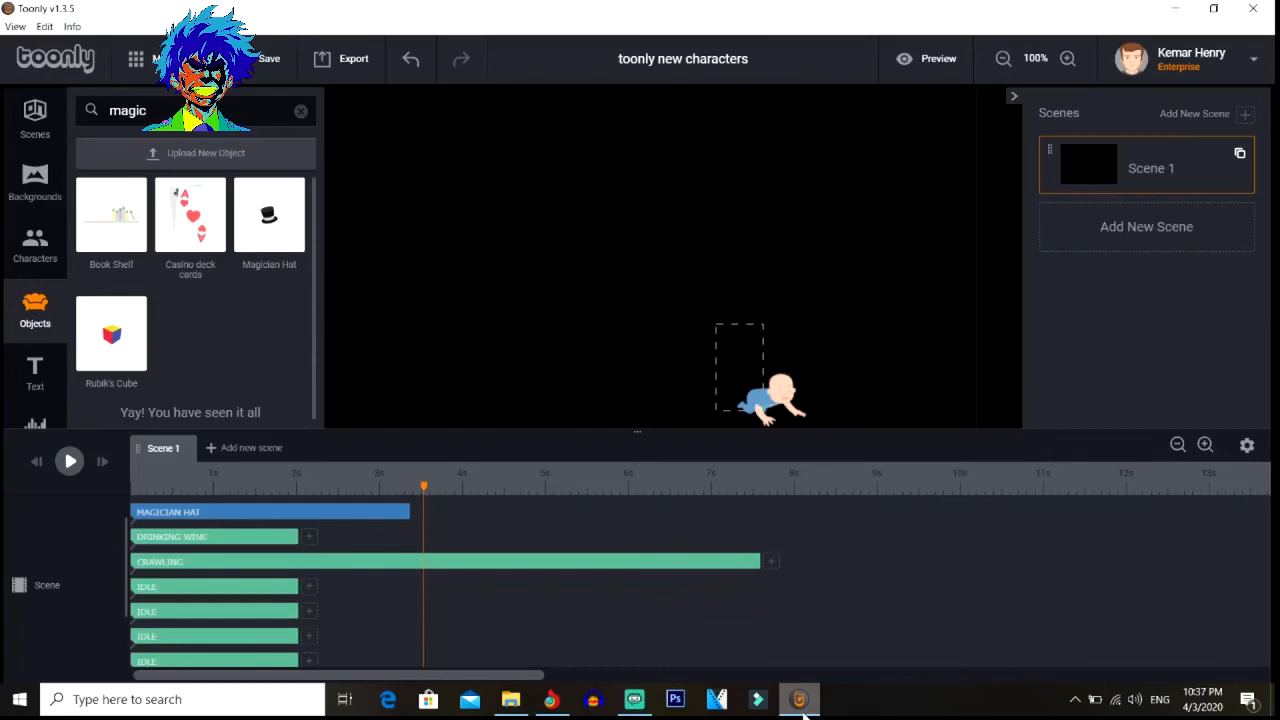 Toonly v1.3.5
View Edit Info
toonly
Save
Export
toonly new characters
Preview
100%
Kemar Henry
Enterprise
Scenes
Backgrounds
Characters
Objects
Text
magic
Upload New Object
Book Shelf
Casino deck cards
Magician Hat
Rubik's Cube
Yay! You have seen it all
Scenes
Add New Scene
Scene 1
Add New Scene
Scene 1
Add new scene
1s 2s 3s 4s 5s 6s 7s 8s 9s 10s 11s 12s 13s
Scene
MAGICIAN HAT
DRINKING WINE
CRAWLING
IDLE
IDLE
IDLE
IDLE
Type here to search
Ps
ENG
10:37 PM
4/3/2020
1